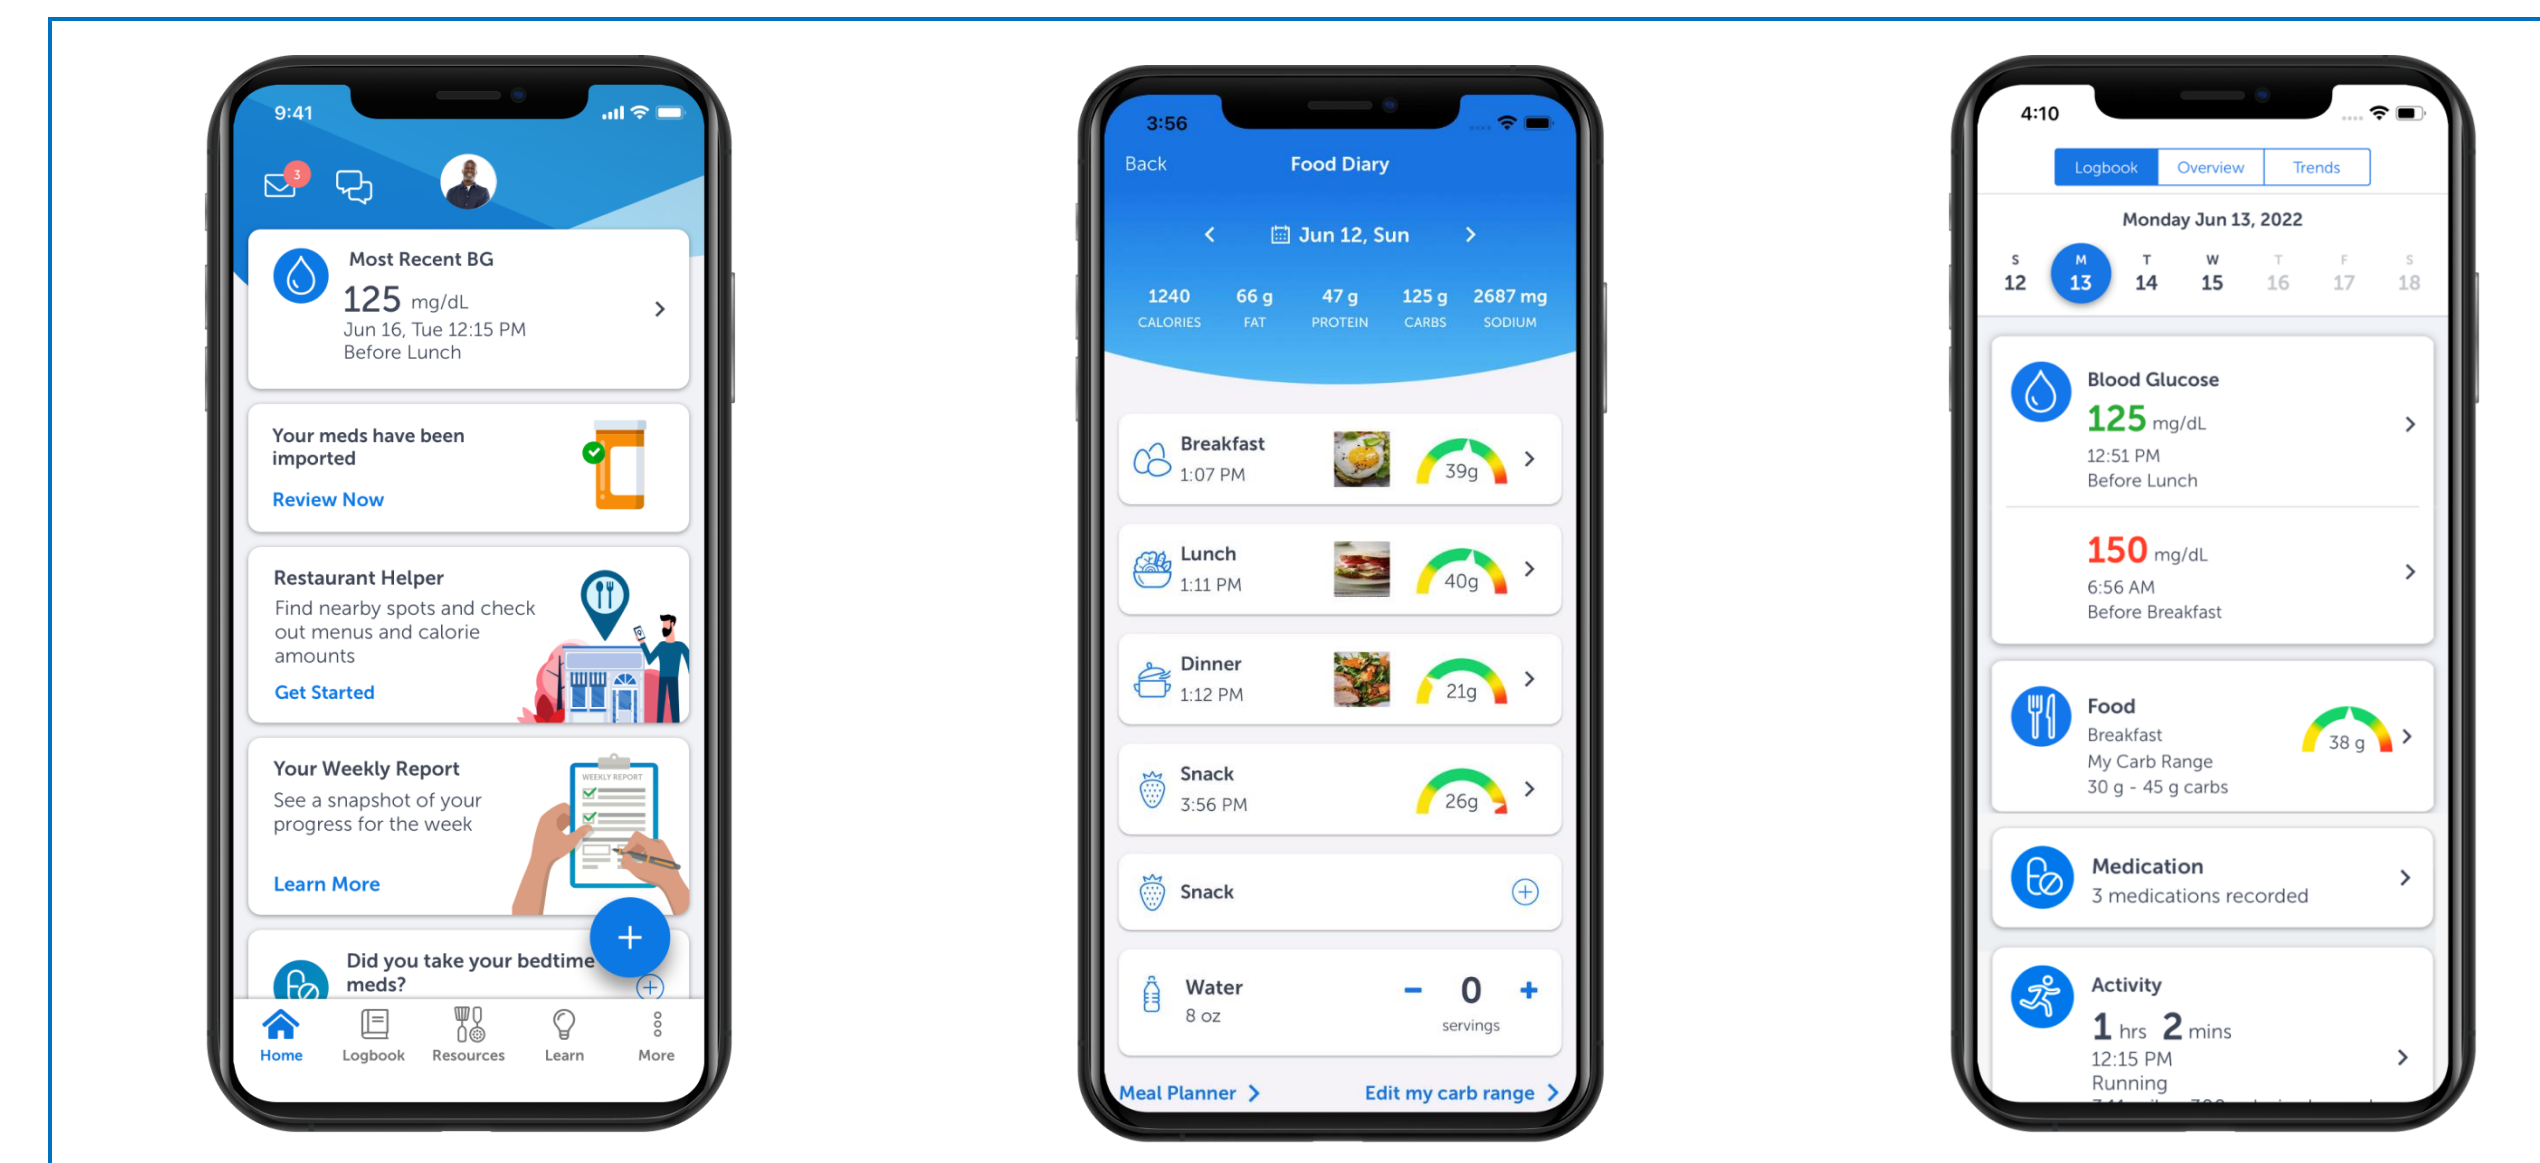 9:41
3
Most Recent BG
125 mg/dL
Jun 16, Tue 12:15 PM
Before Lunch
Your meds have been
imported
Review Now
Restaurant Helper
Find nearby spots and check
out menus and calorie
amounts
Get Started
Your Weekly Report
See a snapshot of your
progress for the week
Learn More
WEEKLY REPORT
Did you take your bedtime
meds?
Home Logbook Resources Learn More
3:56
Back Food Diary
Jun 12, Sun
1240 66 g 47 g 125 g 2687 mg
CALORIES FAT PROTEIN CARBS SODIUM
Breakfast
1:07 PM
39g
Lunch
1:11 PM
40g
Dinner
1:12 PM
21g
Snack
3:56 PM
26g
Snack
Water
8 oz
0
servings
Meal Planner Edit my carb range
4:10
Logbook Overview Trends
Monday Jun 13, 2022
S M T W T F S
12 13 14 15 16 17 18
Blood Glucose
125 mg/dL
12:51 PM
Before Lunch
150 mg/dL
6:56 AM
Before Breakfast
Food
Breakfast
My Carb Range
30 g - 45 g carbs
38 g
Medication
3 medications recorded
Activity
1 hrs 2 mins
12:15 PM
Running